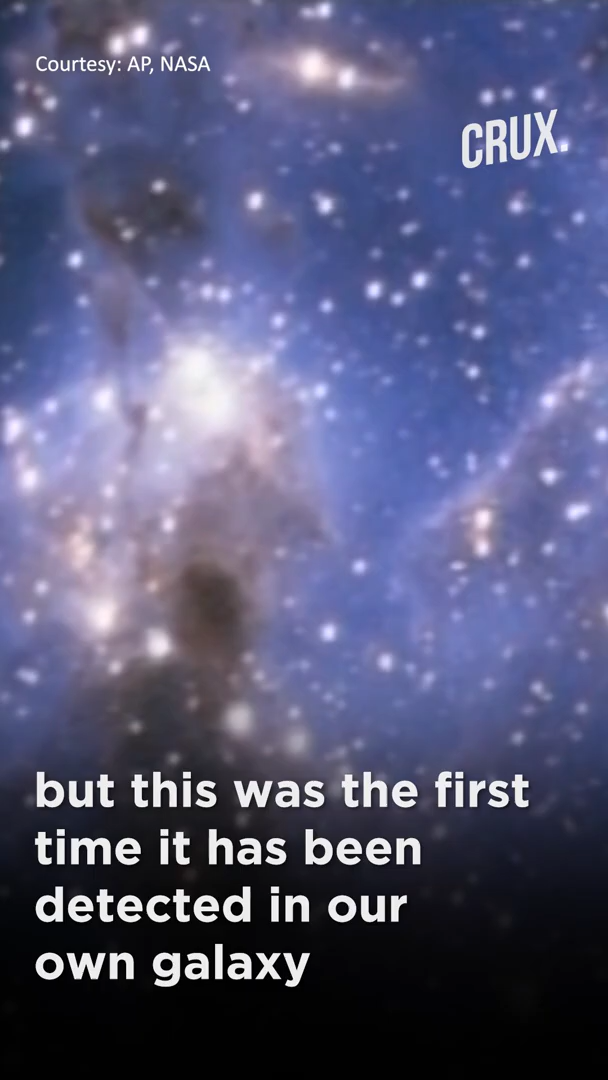 Courtesy: AP, NASA
CRUX.
but this was the first
time it has been
detected in our
own galaxy